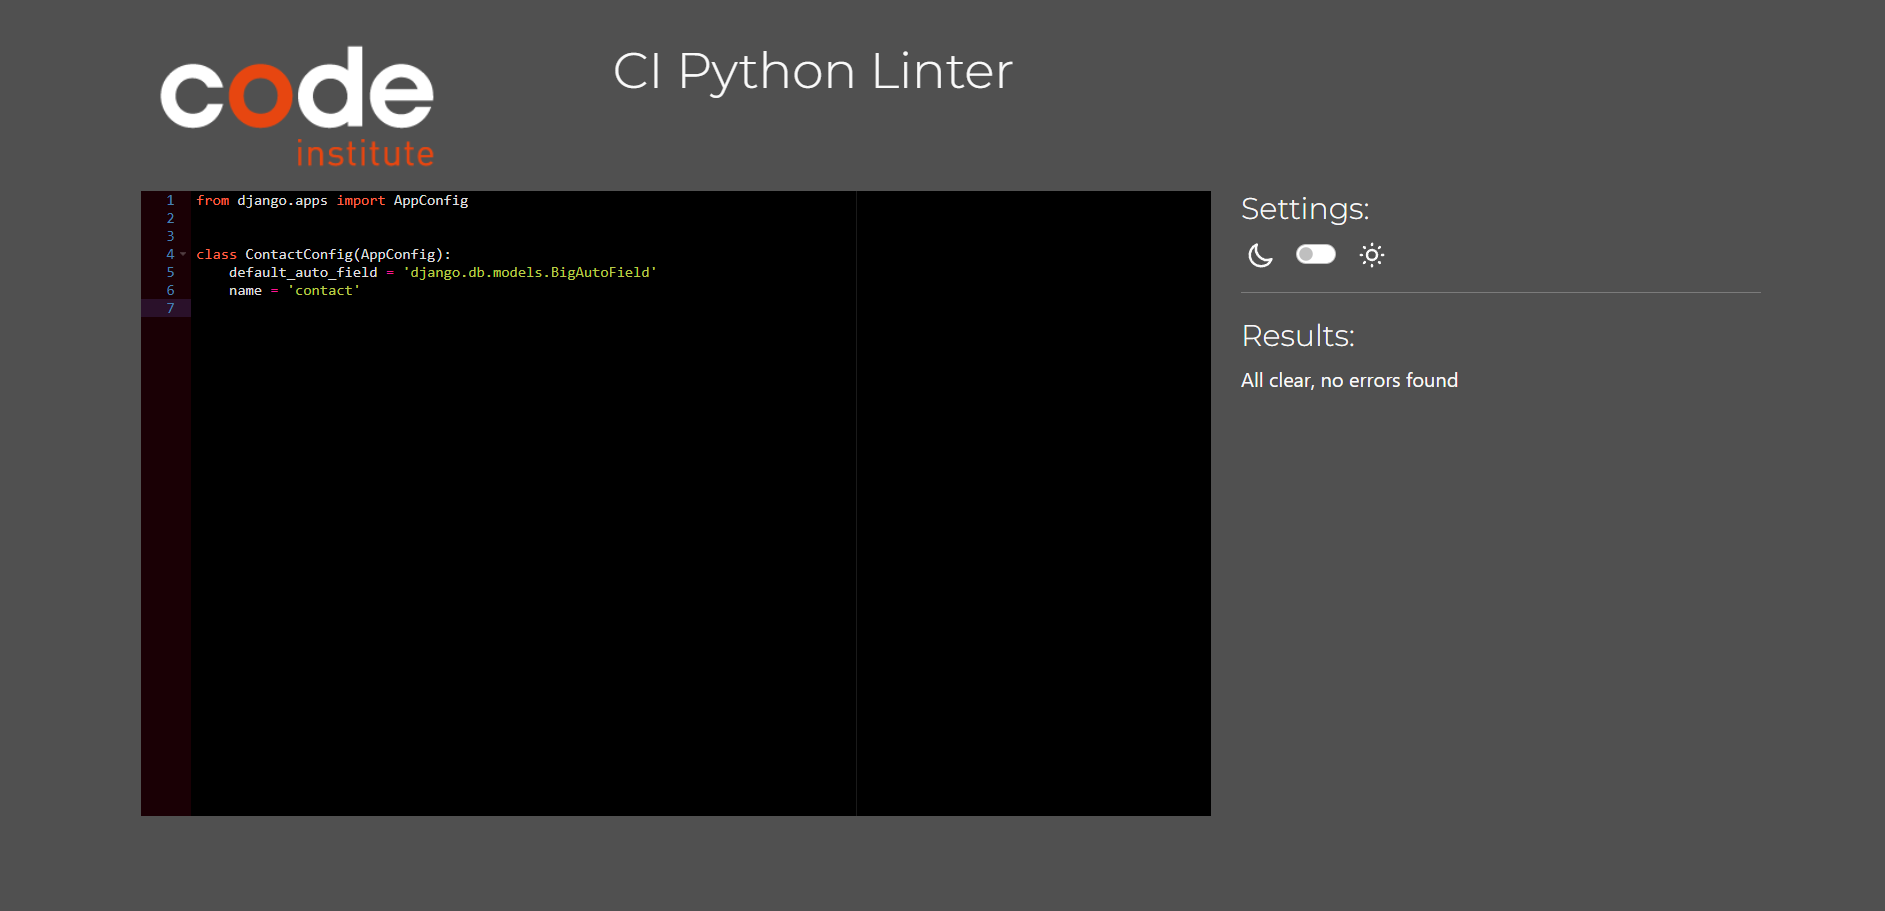 code
institute
CI Python Linter
1 from django.apps import AppConfig
2
3
4 class ContactConfig(AppConfig):
5     default_auto_field = 'django.db.models.BigAutoField'
6     name = 'contact'
7
Settings:
Results:
All clear, no errors found